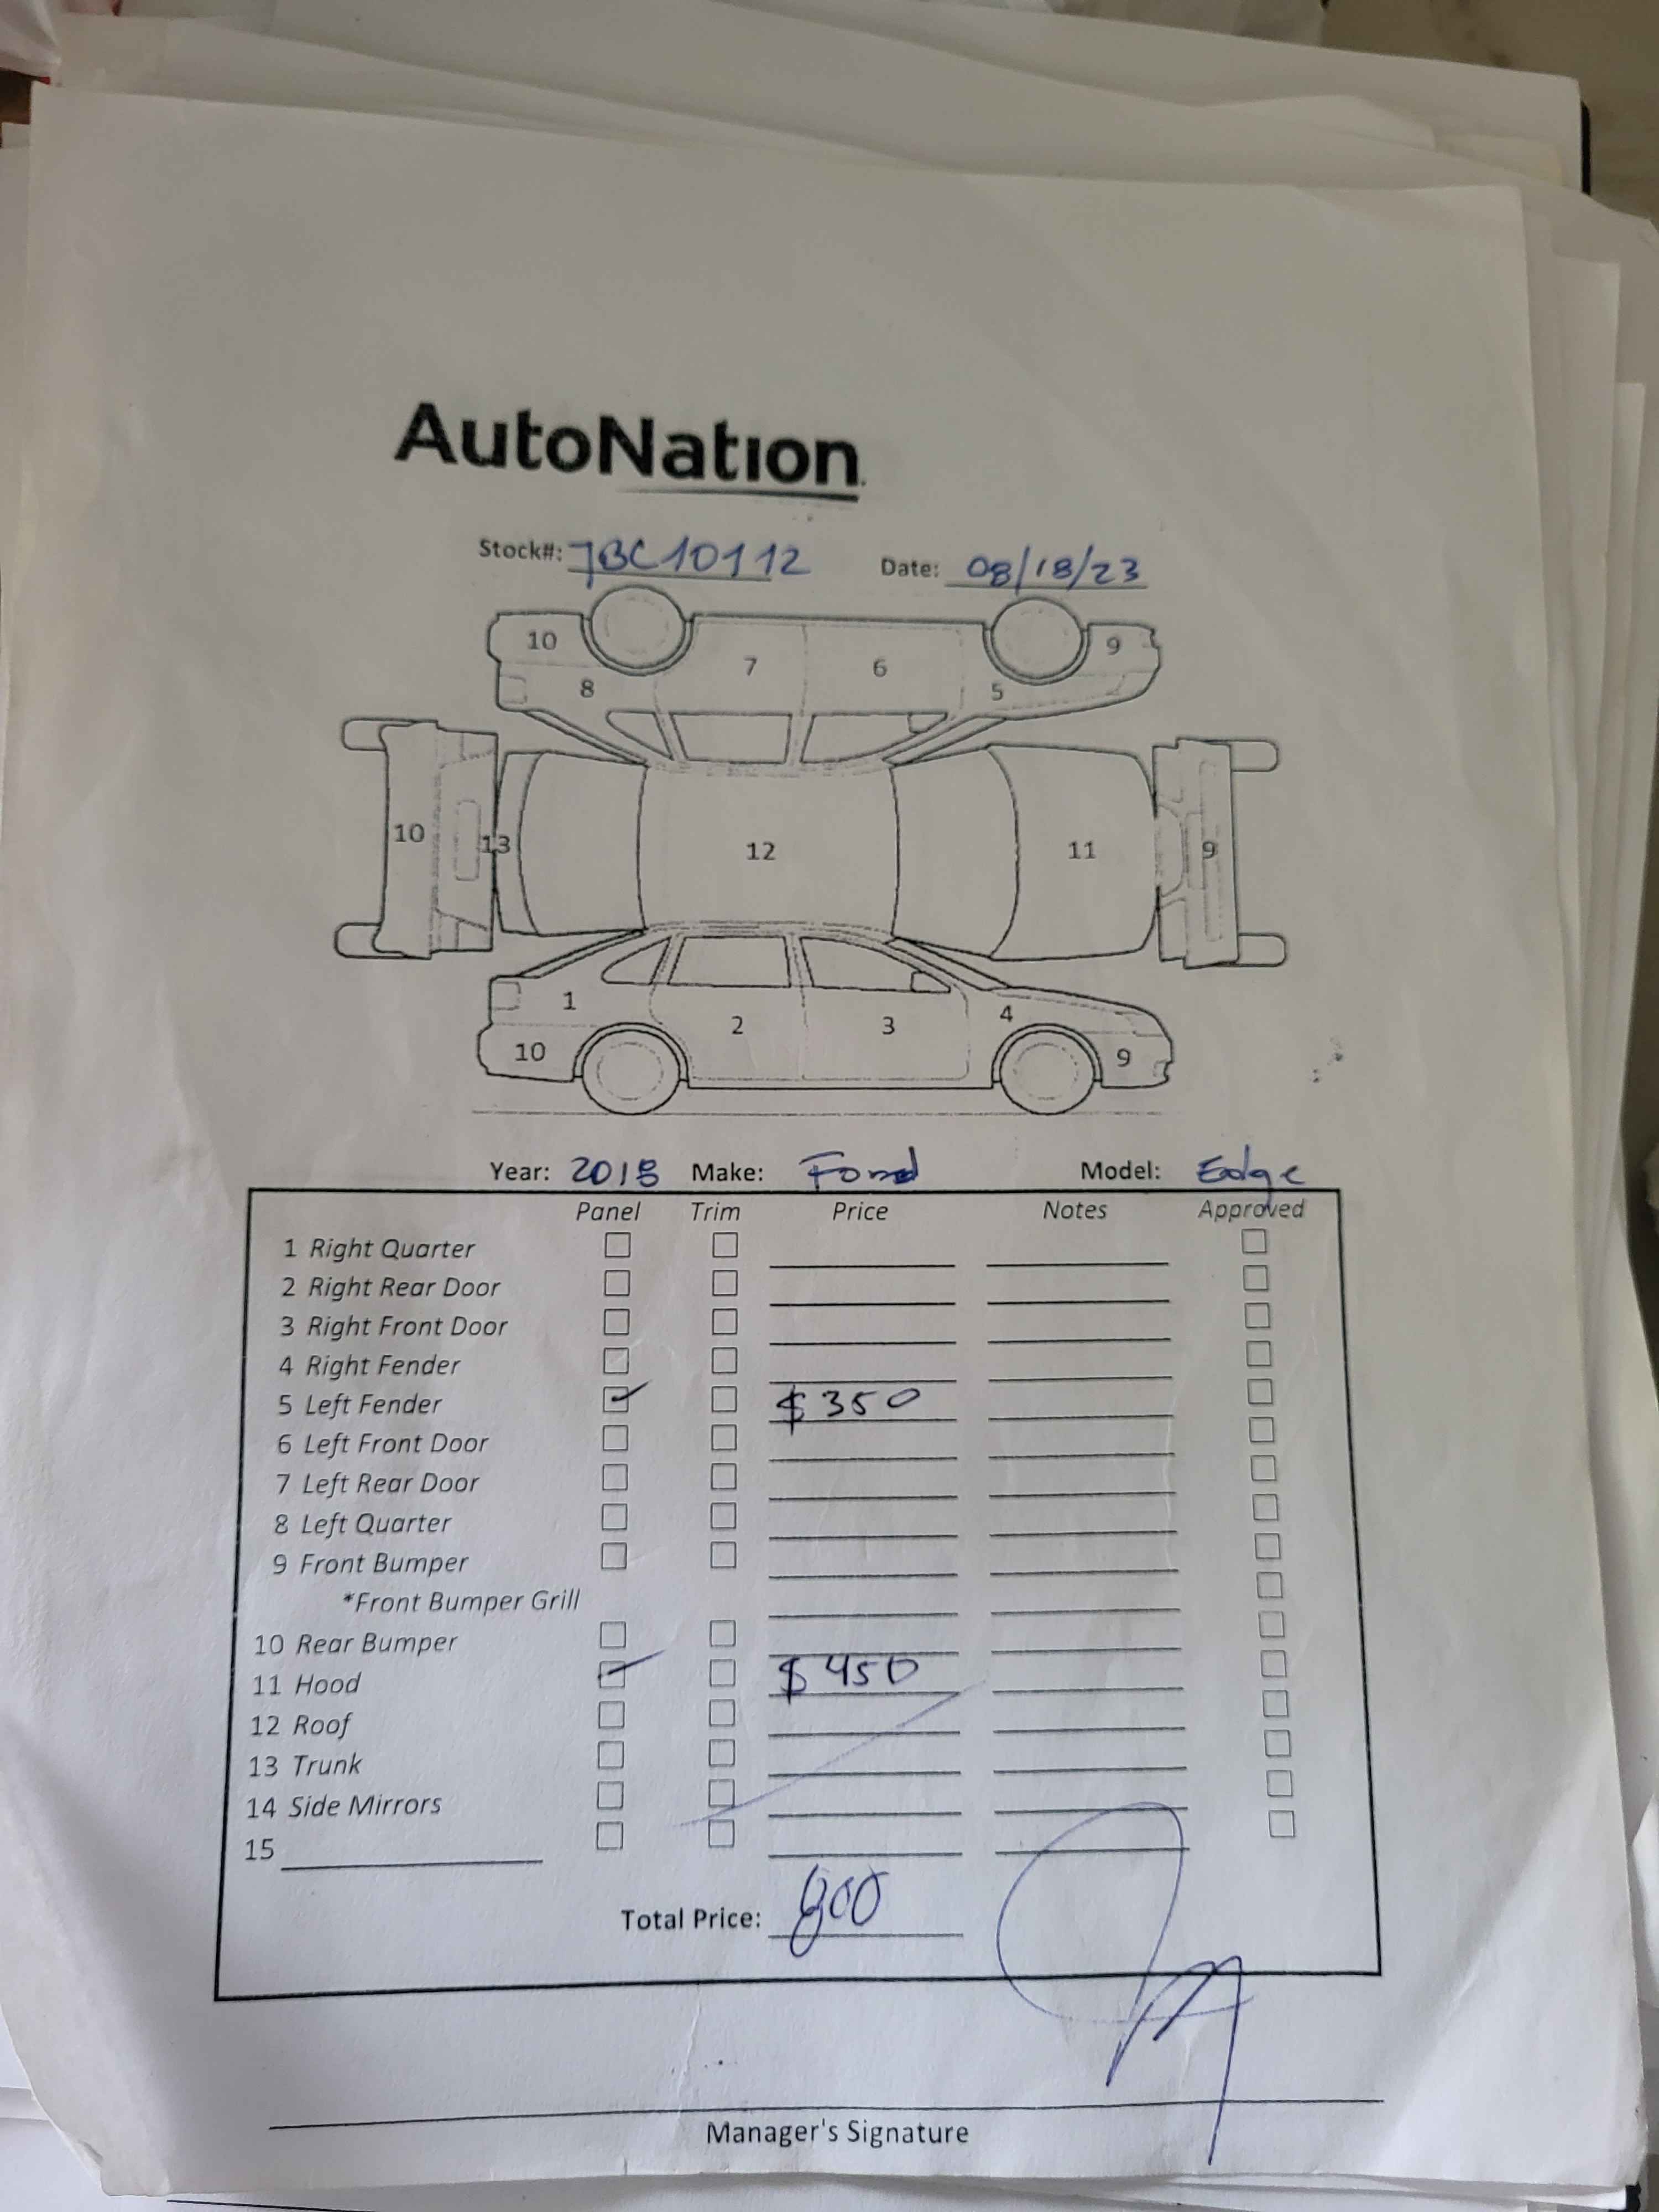 AutoNation
Stock#: JBC10112 Date: 08/18/23
10 9
7 6
8 5
10 13 12 11 9
1 2 3 4
10 9
Year: 2018 Make: Ford Model: Edge
Panel Trim Price Notes Approved
1 Right Quarter
2 Right Rear Door
3 Right Front Door
4 Right Fender
5 Left Fender $350
6 Left Front Door
7 Left Rear Door
8 Left Quarter
9 Front Bumper
*Front Bumper Grill
10 Rear Bumper
11 Hood $450
12 Roof
13 Trunk
14 Side Mirrors
15
Total Price: 800
Manager's Signature